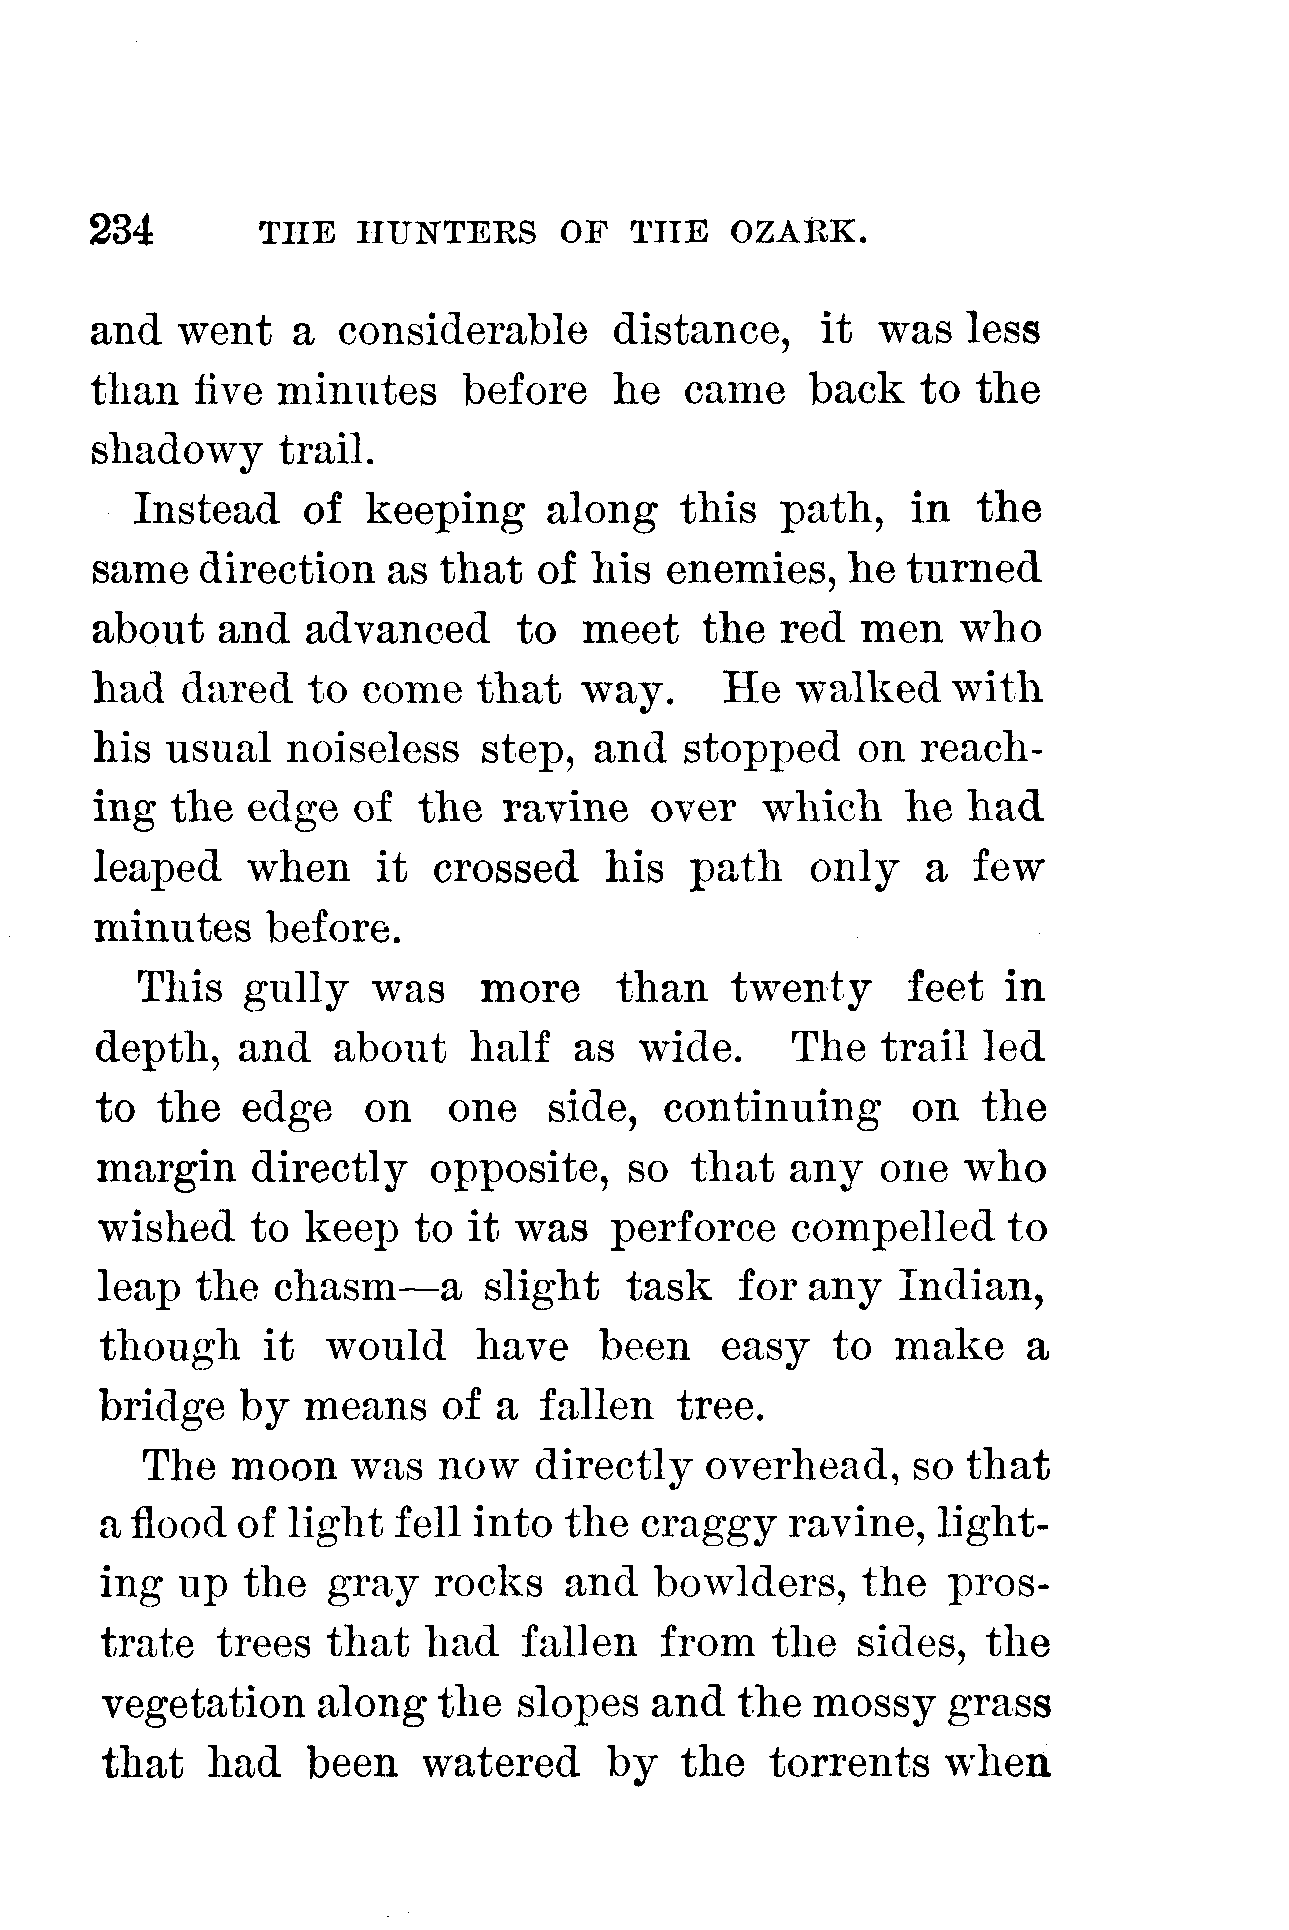 234 THE HUNTERS OF THE OZARK.
and went a considerable distance, it was less
than five minutes before he came back to the
shadowy trail.
Instead of keeping along this path, in the
same direction as that of his enemies, he turned
about and advanced to meet the red men who
had dared to come that way. He walked with
his usual noiseless step, and stopped on reach-
ing the edge of the ravine over which he had
leaped when it crossed his path only a few
minutes before.
This gully was more than twenty feet in
depth, and about half as wide. The trail led
to the edge on one side, continuing on the
margin directly opposite, so that any one who
wished to keep to it was perforce compelled to
leap the chasm—a slight task for any Indian,
though it would have been easy to make a
bridge by means of a fallen tree.
The moon was now directly overhead, so that
a flood of light fell into the craggy ravine, light-
ing up the gray rocks and bowlders, the pros-
trate trees that had fallen from the sides, the
vegetation along the slopes and the mossy grass
that had been watered by the torrents when